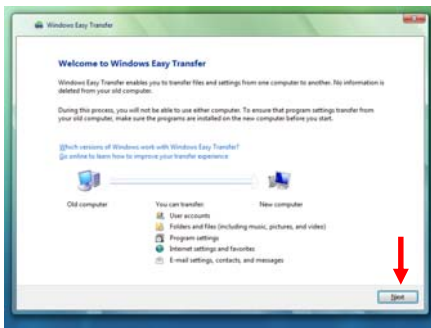 Windows Easy Transfer
Welcome to Windows Easy Transfer
Windows Easy Transfer enables you to transfer files and settings from one computer to another. No information is
deleted from your old computer.
During this process, you will not be able to use either computer. To ensure that program settings transfer from
your old computer, make sure the programs are installed on the new computer before you start.
Which versions of Windows work with Windows Easy Transfer?
Go online to learn how to improve your transfer experience
Old computer
You can transfer:
New computer
User accounts
Folders and files (including music, pictures, and video)
Program settings
Internet settings and favorites
E-mail settings, contacts, and messages
Next